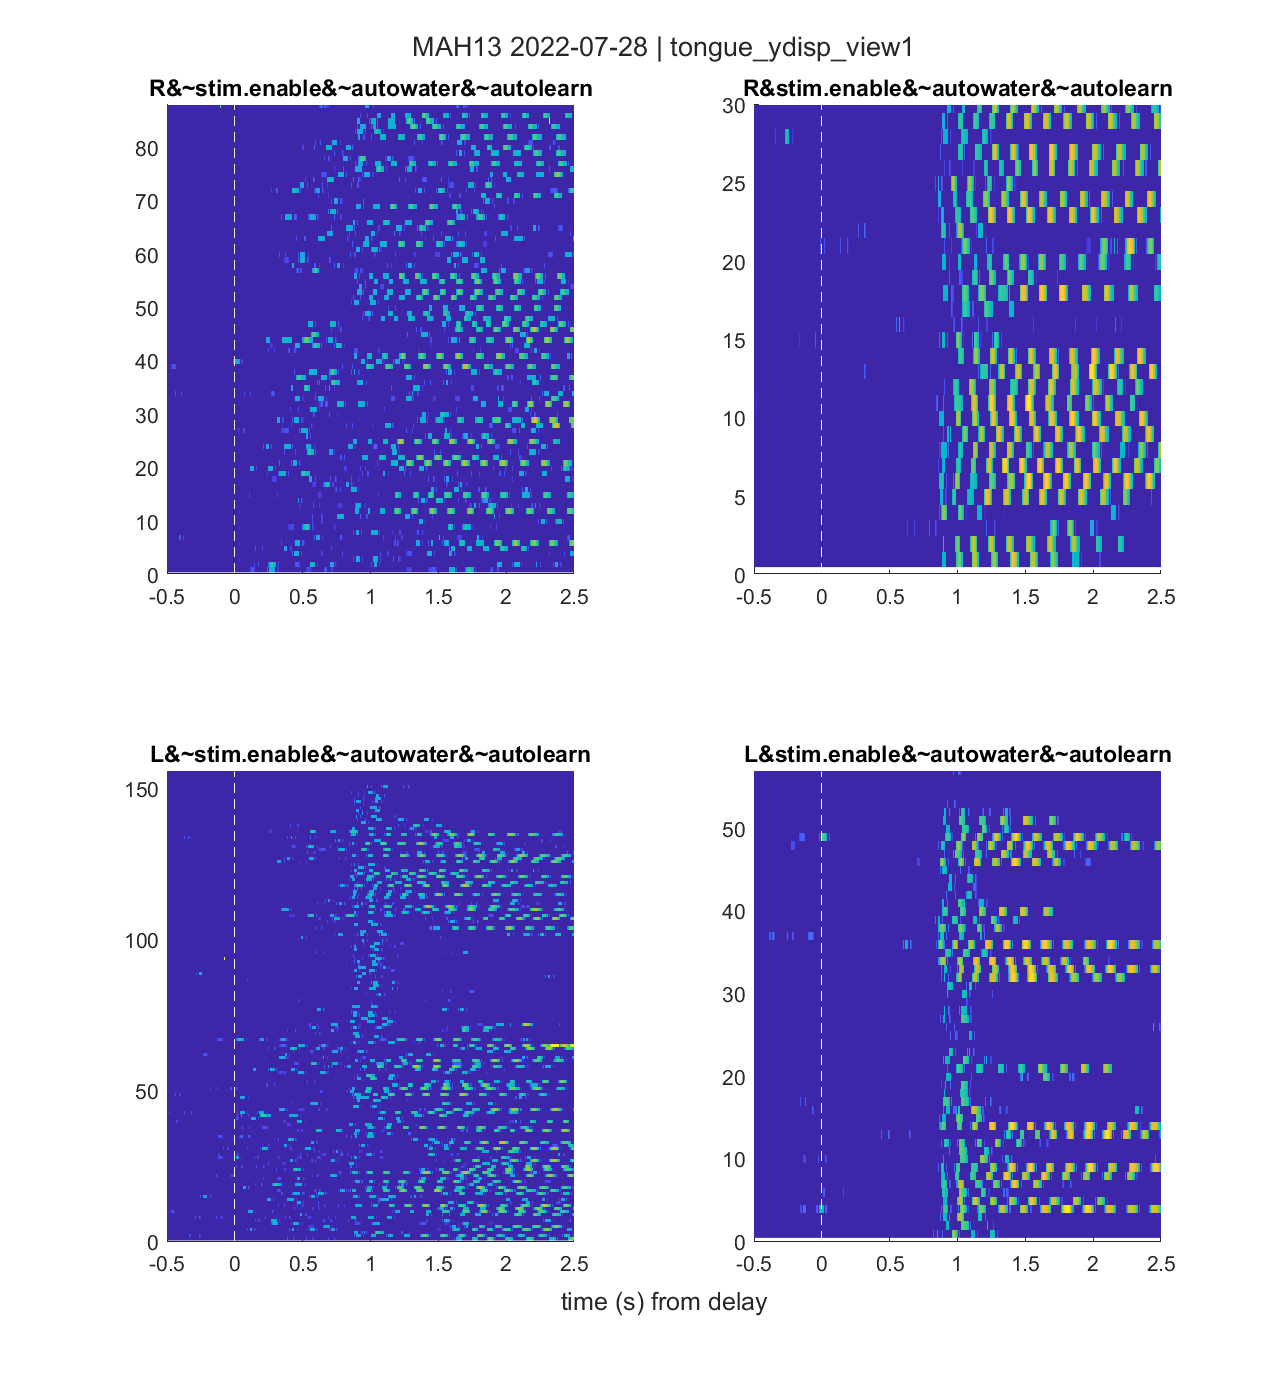 MAH13 2022-07-28 | tongue_ydisp_view1
R&~stim.enable&~autowater&~autolearn
80
70
60
50
40
30
20
10
0
-0.5 0 0.5 1 1.5 2 2.5
R&stim.enable&~autowater&~autolearn
30
25
20
15
10
5
0
-0.5 0 0.5 1 1.5 2 2.5
L&~stim.enable&~autowater&~autolearn
150
100
50
0
-0.5 0 0.5 1 1.5 2 2.5
L&stim.enable&~autowater&~autolearn
50
40
30
20
10
0
-0.5 0 0.5 1 1.5 2 2.5
time (s) from delay